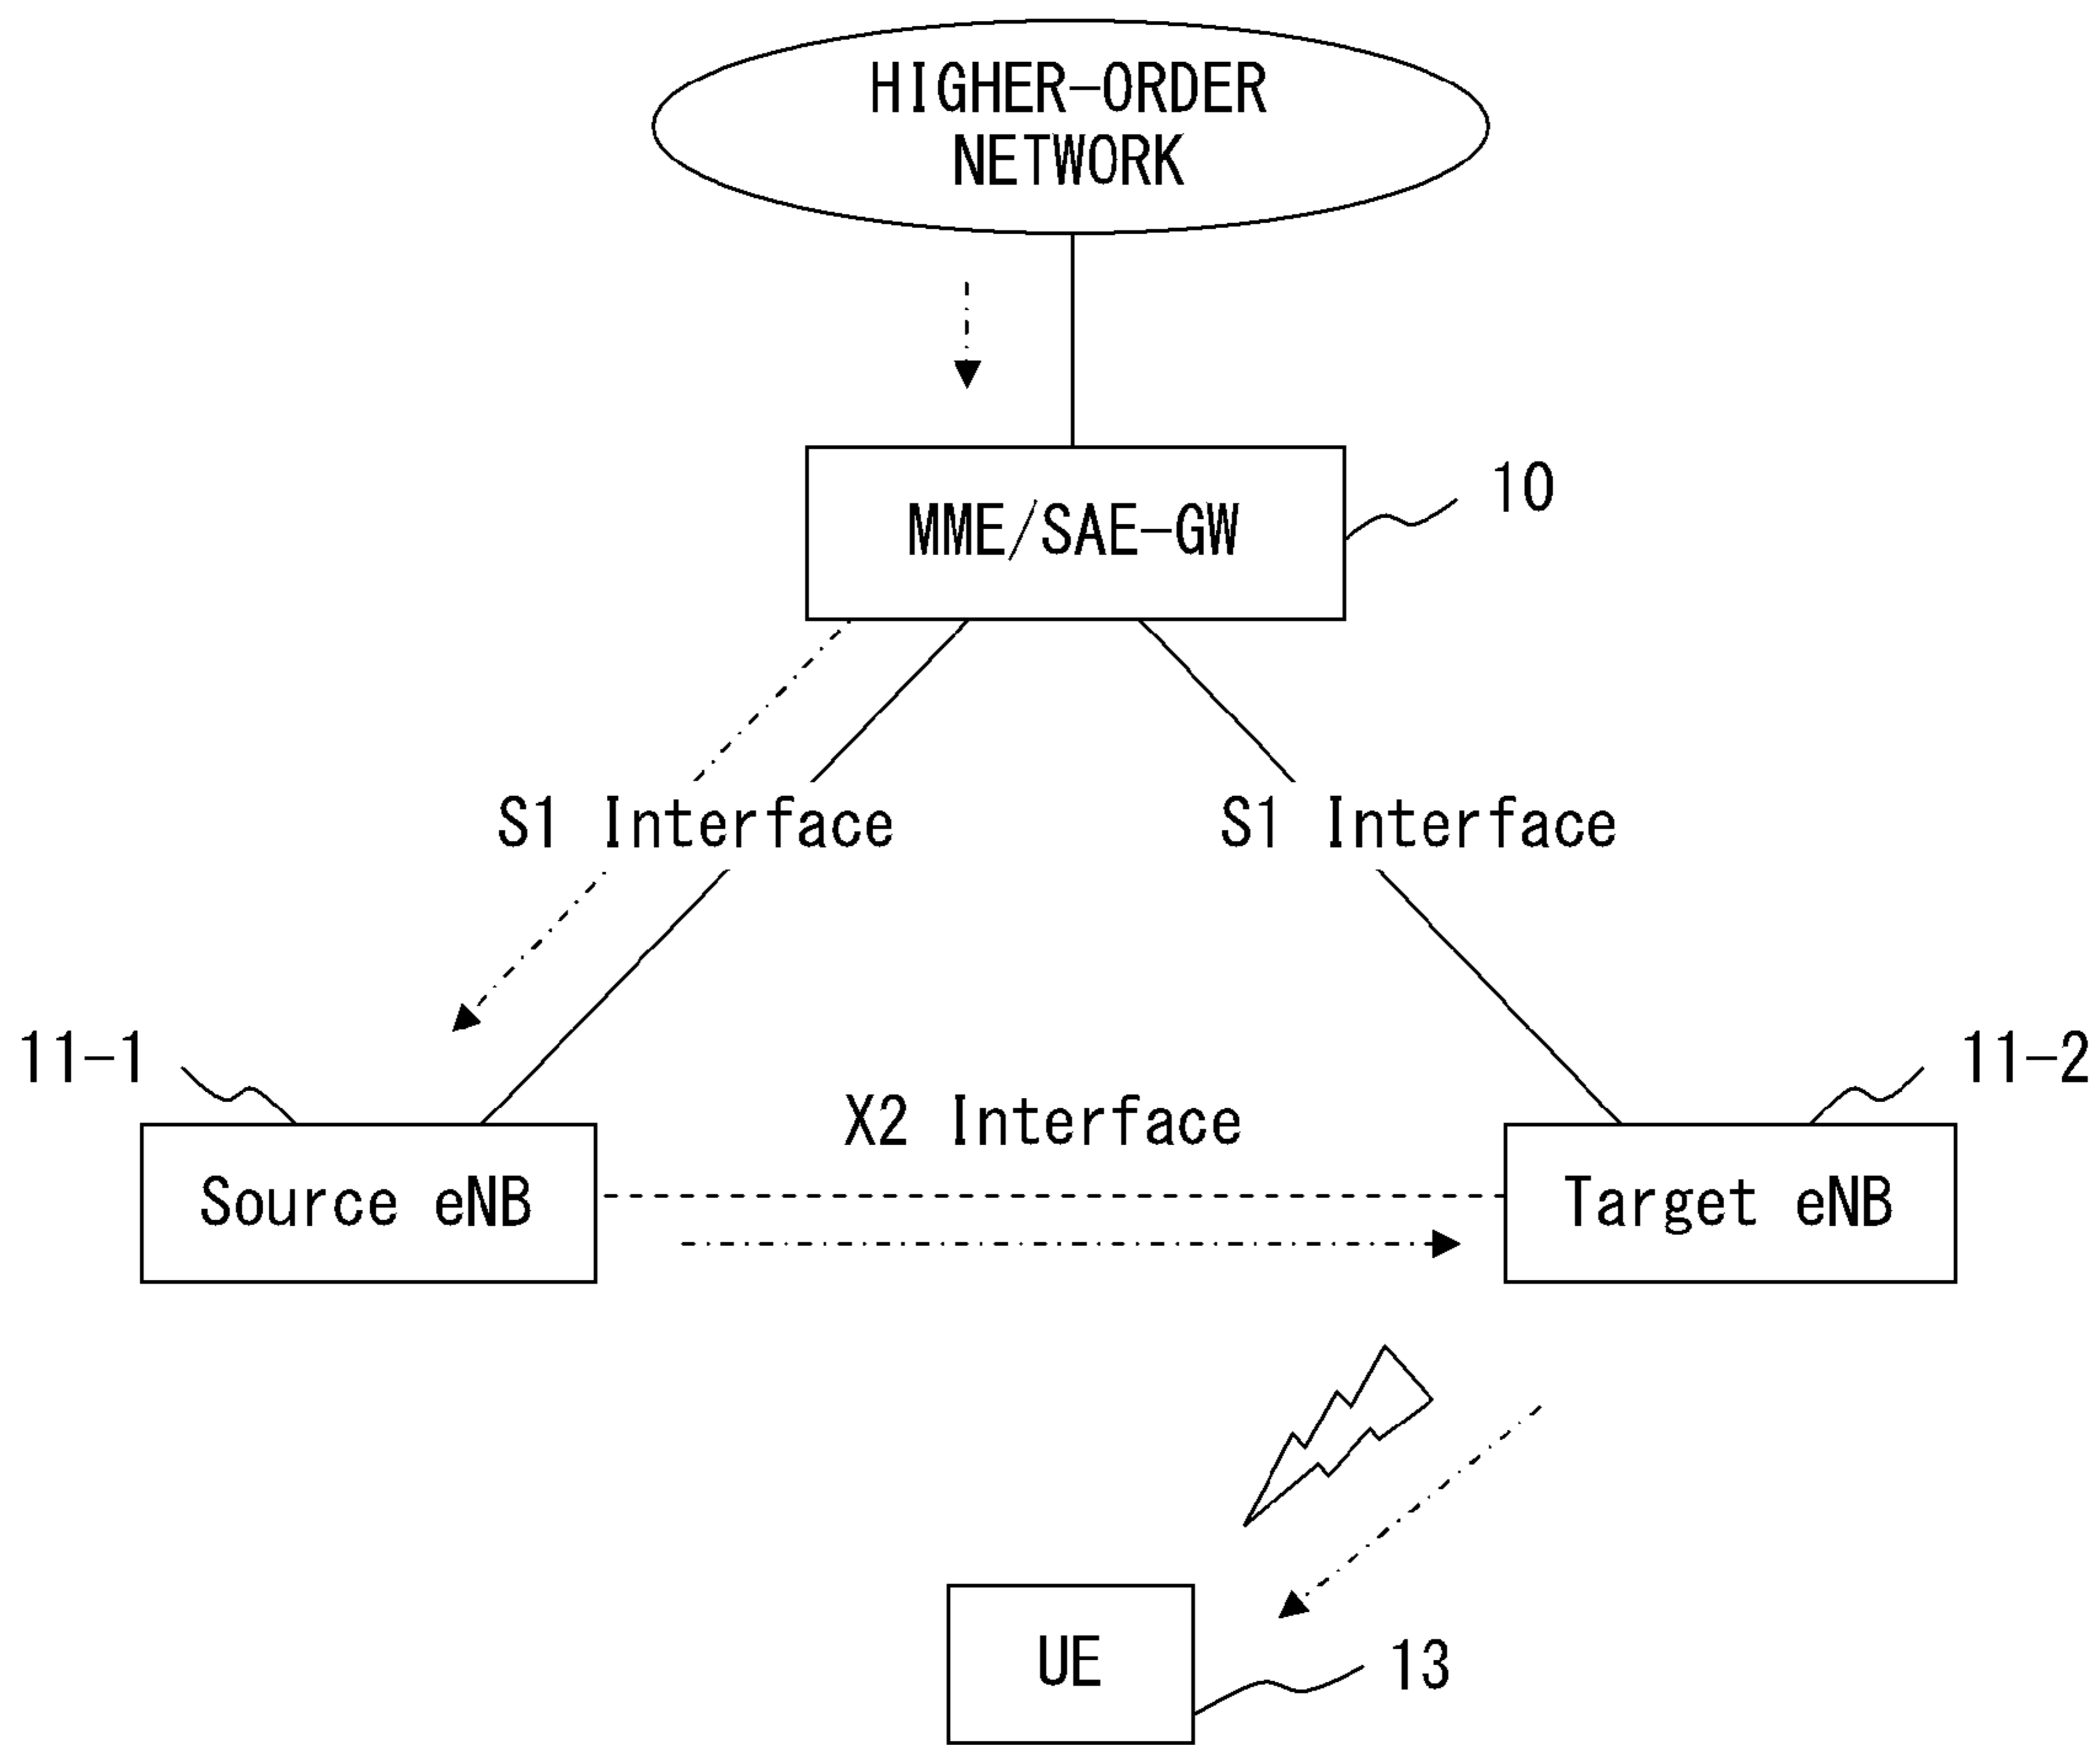 HIGHER-ORDER
NETWORK
MME/SAE-GW
10
S1 Interface
S1 Interface
11-1
11-2
X2 Interface
Source eNB
Target eNB
UE
13